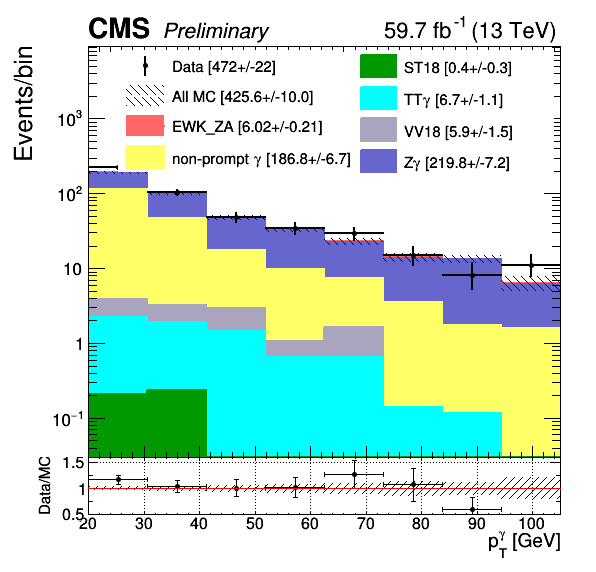 CMS Preliminary 59.7 fb⁻¹ (13 TeV)
Events/bin
Data [472+/-22]
All MC [425.6+/-10.0]
EWK_ZA [6.02+/-0.21]
non-prompt γ [186.8+/-6.7]
ST18 [0.4+/-0.3]
TTγ [6.7+/-1.1]
VV18 [5.9+/-1.5]
Zγ [219.8+/-7.2]
10³
10²
10
1
10⁻¹
Data/MC
1.5
1
0.5
20 30 40 50 60 70 80 90 100
p_T^γ [GeV]